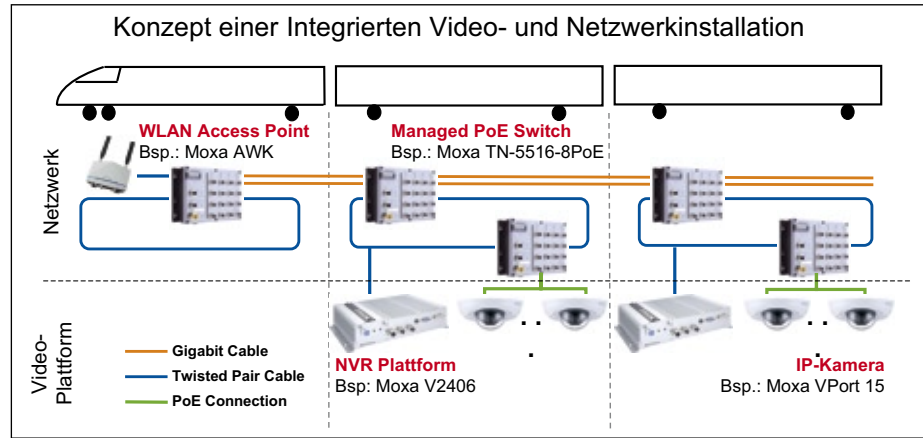 Konzept einer Integrierten Video- und Netzwerkinstallation
WLAN Access Point
Bsp.: Moxa AWK
Managed PoE Switch
Bsp.: Moxa TN-5516-8PoE
Netzwerk
Video-
Plattform
Gigabit Cable
Twisted Pair Cable
PoE Connection
NVR Plattform
Bsp: Moxa V2406
IP-Kamera
Bsp.: Moxa VPort 15